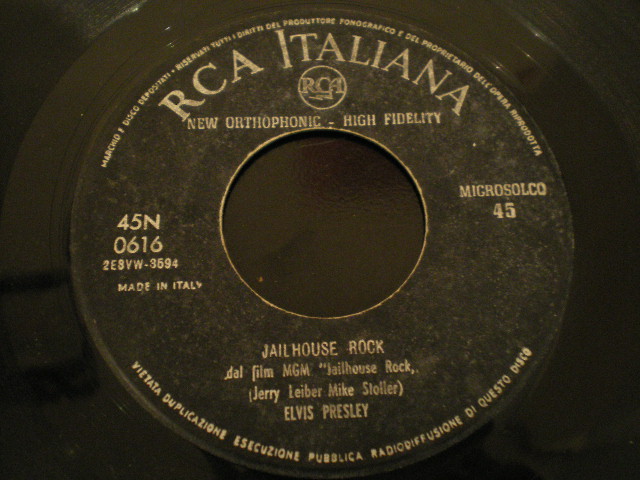 MARCHIO E DISCO DEPOSITATI • RISERVATI TUTTI I DIRITTI DEL PRODUTTORE FONOGRAFICO E DEL PROPRIETARIO DELL'OPERA RIPRODOTTA
RCA ITALIANA
RCA
NEW ORTHOPHONIC - HIGH FIDELITY
MICROSOLCO
45
45N
0616
2E8VW-8694
MADE IN ITALY
JAILHOUSE ROCK
dal film MGM "Jailhouse Rock„
(Jerry Leiber Mike Stoller)
ELVIS PRESLEY
VIETATA DUPLICAZIONE ESECUZIONE PUBBLICA RADIODIFFUSIONE DI QUESTO DISCO